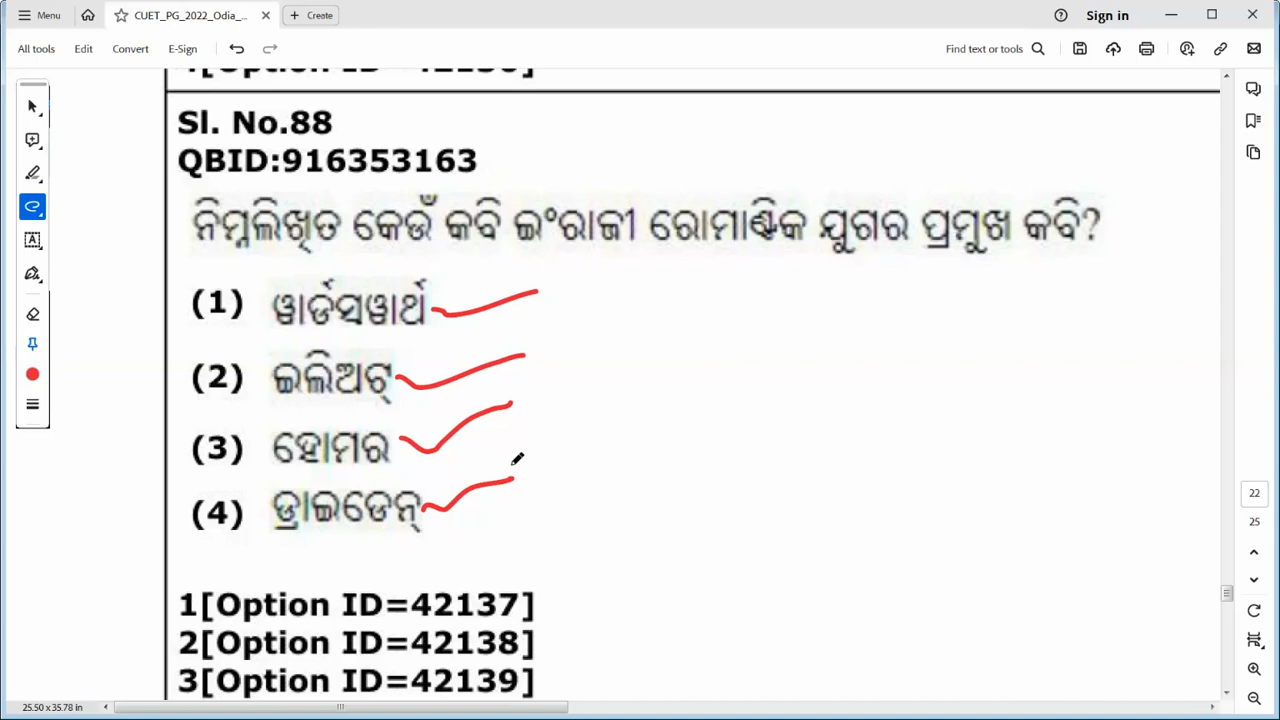 Menu
CUET_PG_2022_Odia_...
Create
Sign in
All tools
Edit
Convert
E-Sign
Find text or tools
Sl. No.88
QBID:916353163
ନିମ୍ନଲିଖିତ କେଉଁ କବି ଇଂରାଜୀ ରୋମାଣ୍ଟିକ ଯୁଗର ପ୍ରମୁଖ କବି?
(1) ୱାର୍ଡସୱାର୍ଥ
(2) ଇଲିଅଟ୍
(3) ହୋମର
(4) ଡ୍ରାଇଡେନ୍
1[Option ID=42137]
2[Option ID=42138]
3[Option ID=42139]
22
25
25.50 x 35.78 in